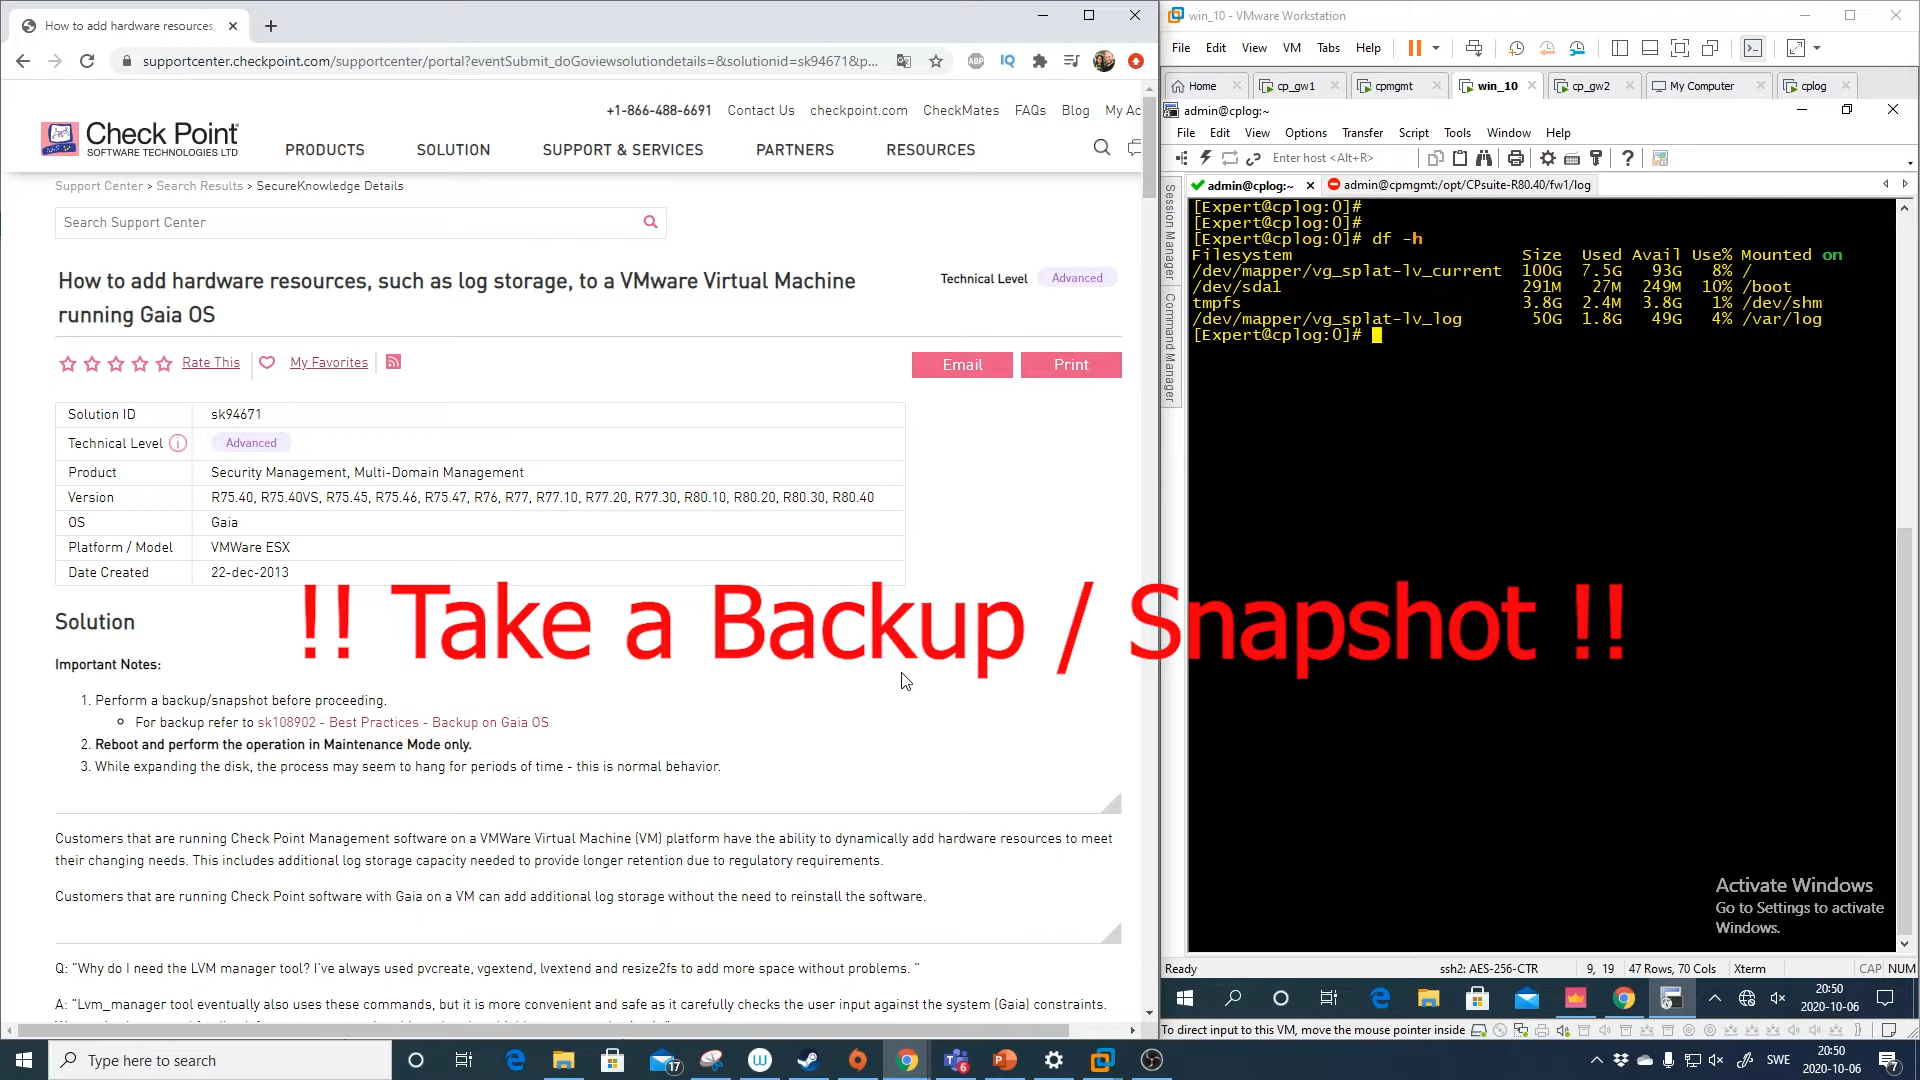 How to add hardware resources,
supportcenter.checkpoint.com/supportcenter/portal?eventSubmit_doGoviewsolutiondetails=&solutionid=sk94671&p...
+1-866-488-6691 Contact Us checkpoint.com CheckMates FAQs Blog My Ac
Check Point
SOFTWARE TECHNOLOGIES LTD
PRODUCTS SOLUTION SUPPORT & SERVICES PARTNERS RESOURCES
Support Center > Search Results > SecureKnowledge Details
Search Support Center
How to add hardware resources, such as log storage, to a VMware Virtual Machine
running Gaia OS
Technical Level Advanced
Rate This My Favorites
Email Print
Solution ID sk94671
Technical Level Advanced
Product Security Management, Multi-Domain Management
Version R75.40, R75.40VS, R75.45, R75.46, R75.47, R76, R77, R77.10, R77.20, R77.30, R80.10, R80.20, R80.30, R80.40
OS Gaia
Platform / Model VMWare ESX
Date Created 22-dec-2013
!! Take a Backup / Snapshot !!
Solution
Important Notes:
1. Perform a backup/snapshot before proceeding.
For backup refer to sk108902 - Best Practices - Backup on Gaia OS
2. Reboot and perform the operation in Maintenance Mode only.
3. While expanding the disk, the process may seem to hang for periods of time - this is normal behavior.
Customers that are running Check Point Management software on a VMWare Virtual Machine (VM) platform have the ability to dynamically add hardware resources to meet
their changing needs. This includes additional log storage capacity needed to provide longer retention due to regulatory requirements.
Customers that are running Check Point software with Gaia on a VM can add additional log storage without the need to reinstall the software.
Q: "Why do I need the LVM manager tool? I've always used pvcreate, vgextend, lvextend and resize2fs to add more space without problems. "
A: "Lvm_manager tool eventually also uses these commands, but it is more convenient and safe as it carefully checks the user input against the system (Gaia) constraints.
win_10 - VMware Workstation
File Edit View VM Tabs Help
Home cp_gw1 cpmgmt win_10 cp_gw2 My Computer cplog
admin@cplog:~
File Edit View Options Transfer Script Tools Window Help
Enter host <Alt+R>
admin@cplog:~ admin@cpmgmt:/opt/CPsuite-R80.40/fw1/log
Session Manager
Command Manager
[Expert@cplog:0]#
[Expert@cplog:0]#
[Expert@cplog:0]# df -h
Filesystem Size Used Avail Use% Mounted on
/dev/mapper/vg_splat-lv_current 100G 7.5G 93G 8% /
/dev/sda1 291M 27M 249M 10% /boot
tmpfs 3.8G 2.4M 3.8G 1% /dev/shm
/dev/mapper/vg_splat-lv_log 50G 1.8G 49G 4% /var/log
[Expert@cplog:0]#
Activate Windows
Go to Settings to activate
Windows.
Ready ssh2: AES-256-CTR 9, 19 47 Rows, 70 Cols Xterm CAP NUM
20:50
2020-10-06
To direct input to this VM, move the mouse pointer inside
Type here to search
17
6
SWE
20:50
2020-10-06
7